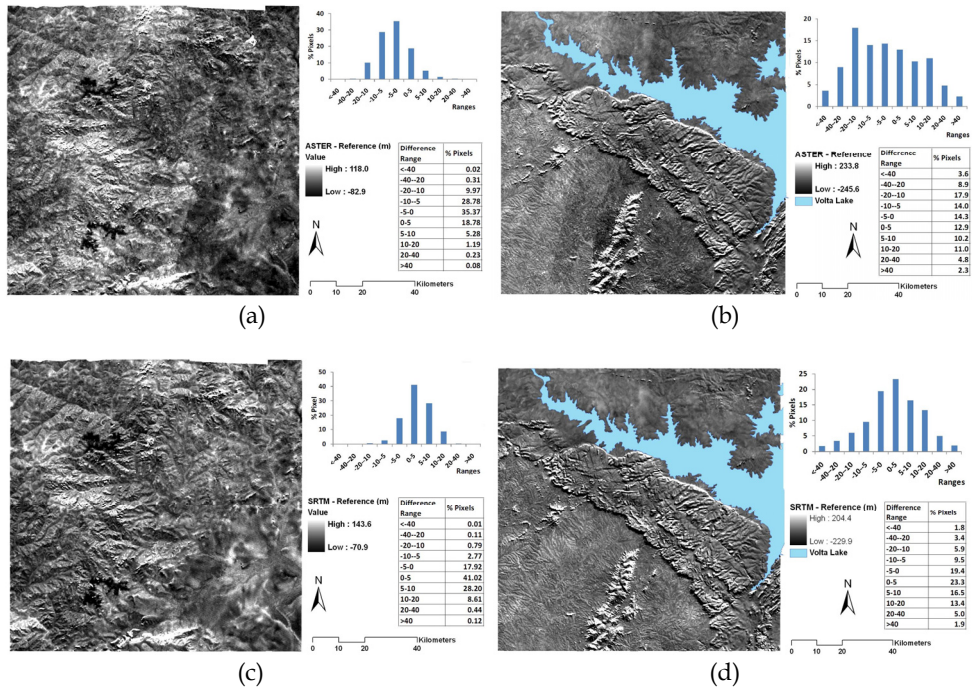 50
40
30
20
10
0
% Pixels
<-40
-40--20
-20--10
-10--5
-5-0
0-5
5-10
10-20
20-40
>40
Ranges
ASTER - Reference (m)
Value
High : 118.0
Low : -82.9
Difference Range % Pixels
<-40 0.02
-40--20 0.31
-20--10 9.97
-10--5 28.78
-5-0 35.37
0-5 18.78
5-10 5.28
10-20 1.19
20-40 0.23
>40 0.08
N
Kilometers
0 10 20 40
(a)
20
15
10
5
0
% Pixels
<-40
-40--20
-20--10
-10--5
-5-0
0-5
5-10
10-20
20-40
>40
Ranges
ASTER - Reference
High : 233.8
Low : -245.6
Volta Lake
Difference Range % Pixels
<-40 3.6
-40--20 8.9
-20--10 17.9
-10--5 14.0
-5-0 14.3
0-5 12.9
5-10 10.2
10-20 11.0
20-40 4.8
>40 2.3
N
0 10 20 40
Kilometers
(b)
50
40
30
20
10
0
% Pixel
<-40
-40--20
-20--10
-10--5
-5-0
0-5
5-10
10-20
20-40
>40
Ranges
SRTM - Reference (m)
Value
High : 143.6
Low : -70.9
Difference Range % Pixels
<-40 0.01
-40--20 0.11
-20--10 0.79
-10--5 2.77
-5-0 17.92
0-5 41.02
5-10 28.20
10-20 8.61
20-40 0.44
>40 0.12
N
Kilometers
0 10 20 40
(c)
25
20
15
10
5
0
% Pixels
<-40
-40--20
-20--10
-10--5
-5-0
0-5
5-10
10-20
20-40
>40
Ranges
SRTM - Reference (m)
High : 204.4
Low : -229.9
Volta Lake
Difference Range % Pixels
<-40 1.8
-40--20 3.4
-20--10 5.9
-10--5 9.5
-5-0 19.4
0-5 23.3
5-10 16.5
10-20 13.4
20-40 5.0
>40 1.9
N
0 10 20 40
Kilometers
(d)